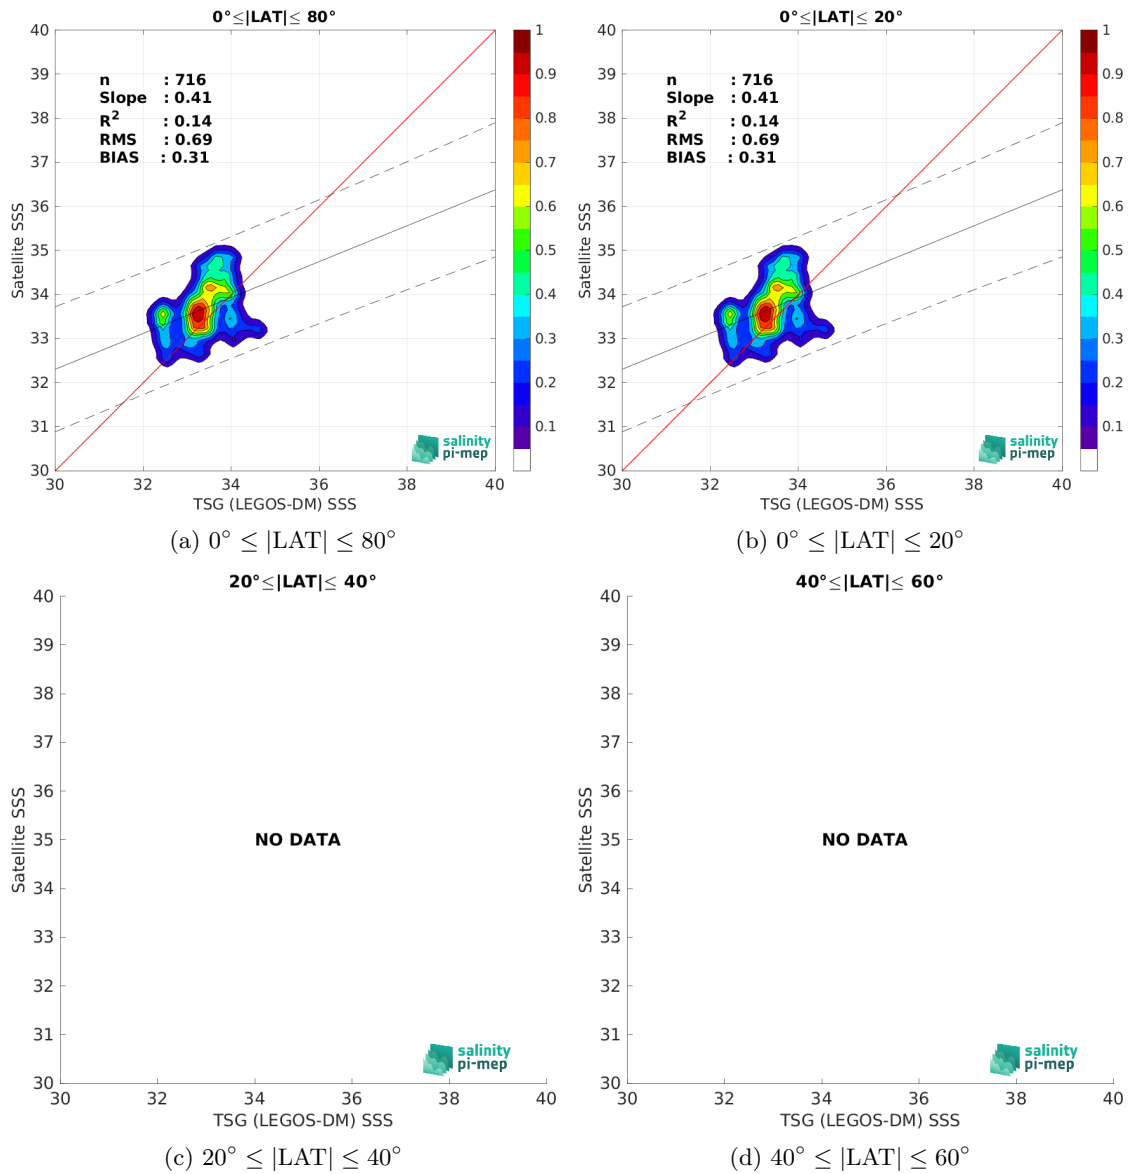 0°≤|LAT|≤ 80°
40
39
38
37
36
35
34
33
32
31
30
Satellite SSS
n : 716
Slope : 0.41
R² : 0.14
RMS : 0.69
BIAS : 0.31
salinity
pi-mep
30 32 34 36 38 40
TSG (LEGOS-DM) SSS
1
0.9
0.8
0.7
0.6
0.5
0.4
0.3
0.2
0.1
(a) 0° ≤ |LAT| ≤ 80°
0°≤|LAT|≤ 20°
40
39
38
37
36
35
34
33
32
31
30
Satellite SSS
n : 716
Slope : 0.41
R² : 0.14
RMS : 0.69
BIAS : 0.31
salinity
pi-mep
30 32 34 36 38 40
TSG (LEGOS-DM) SSS
1
0.9
0.8
0.7
0.6
0.5
0.4
0.3
0.2
0.1
(b) 0° ≤ |LAT| ≤ 20°
20°≤|LAT|≤ 40°
40
39
38
37
36
35
34
33
32
31
30
Satellite SSS
NO DATA
salinity
pi-mep
30 32 34 36 38 40
TSG (LEGOS-DM) SSS
(c) 20° ≤ |LAT| ≤ 40°
40°≤|LAT|≤ 60°
40
39
38
37
36
35
34
33
32
31
30
Satellite SSS
NO DATA
salinity
pi-mep
30 32 34 36 38 40
TSG (LEGOS-DM) SSS
(d) 40° ≤ |LAT| ≤ 60°